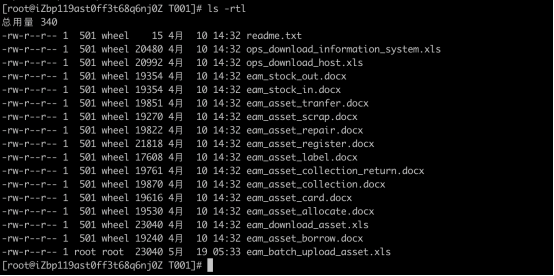 [root@iZbp119ast0ff3t68q6nj0Z T001]# ls -rtl
总用量 340
-rw-r--r-- 1  501 wheel    15 4月  10 14:32 readme.txt
-rw-r--r-- 1  501 wheel 20480 4月  10 14:32 ops_download_information_system.xls
-rw-r--r-- 1  501 wheel 20992 4月  10 14:32 ops_download_host.xls
-rw-r--r-- 1  501 wheel 19354 4月  10 14:32 eam_stock_out.docx
-rw-r--r-- 1  501 wheel 19354 4月  10 14:32 eam_stock_in.docx
-rw-r--r-- 1  501 wheel 19851 4月  10 14:32 eam_asset_tranfer.docx
-rw-r--r-- 1  501 wheel 19270 4月  10 14:32 eam_asset_scrap.docx
-rw-r--r-- 1  501 wheel 19822 4月  10 14:32 eam_asset_repair.docx
-rw-r--r-- 1  501 wheel 21818 4月  10 14:32 eam_asset_register.docx
-rw-r--r-- 1  501 wheel 17608 4月  10 14:32 eam_asset_label.docx
-rw-r--r-- 1  501 wheel 19761 4月  10 14:32 eam_asset_collection_return.docx
-rw-r--r-- 1  501 wheel 19870 4月  10 14:32 eam_asset_collection.docx
-rw-r--r-- 1  501 wheel 19616 4月  10 14:32 eam_asset_card.docx
-rw-r--r-- 1  501 wheel 19530 4月  10 14:32 eam_asset_allocate.docx
-rw-r--r-- 1  501 wheel 23040 4月  10 14:32 eam_download_asset.xls
-rw-r--r-- 1  501 wheel 19240 4月  10 14:32 eam_asset_borrow.docx
-rw-r--r-- 1 root root  23040 5月  19 05:33 eam_batch_upload_asset.xls
[root@iZbp119ast0ff3t68q6nj0Z T001]#